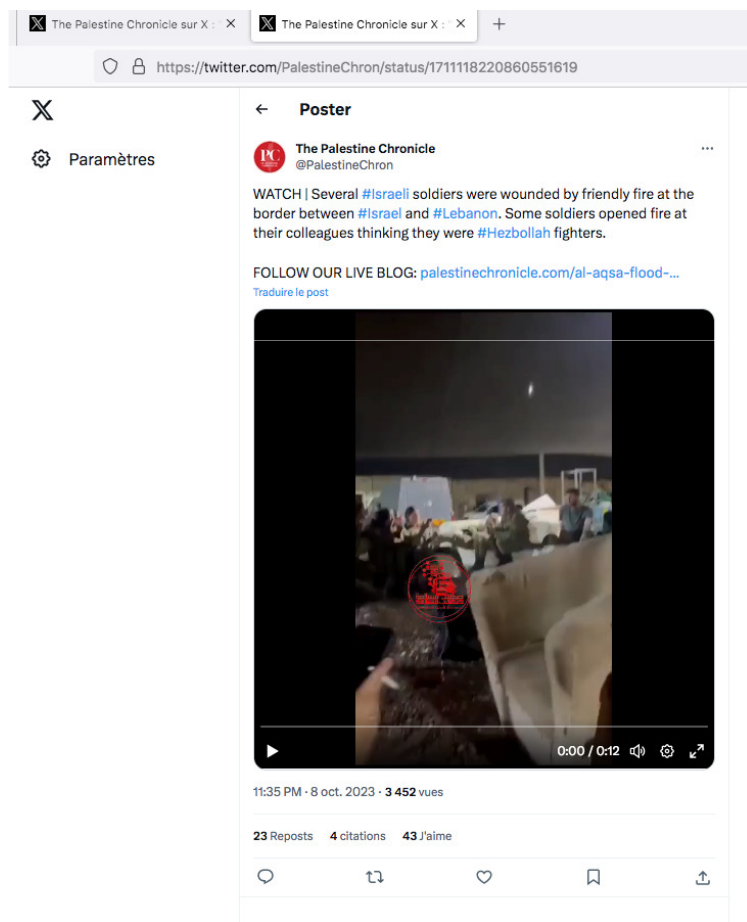 The Palestine Chronicle sur X : "
The Palestine Chronicle sur X : "
https://twitter.com/PalestineChron/status/1711118220860551619
Poster
Paramètres
PC
The Palestine Chronicle
@PalestineChron
WATCH | Several #Israeli soldiers were wounded by friendly fire at the
border between #Israel and #Lebanon. Some soldiers opened fire at
their colleagues thinking they were #Hezbollah fighters.
FOLLOW OUR LIVE BLOG: palestinechronicle.com/al-aqsa-flood-...
Traduire le post
0:00 / 0:12
11:35 PM · 8 oct. 2023 · 3 452 vues
23 Reposts 4 citations 43 J'aime